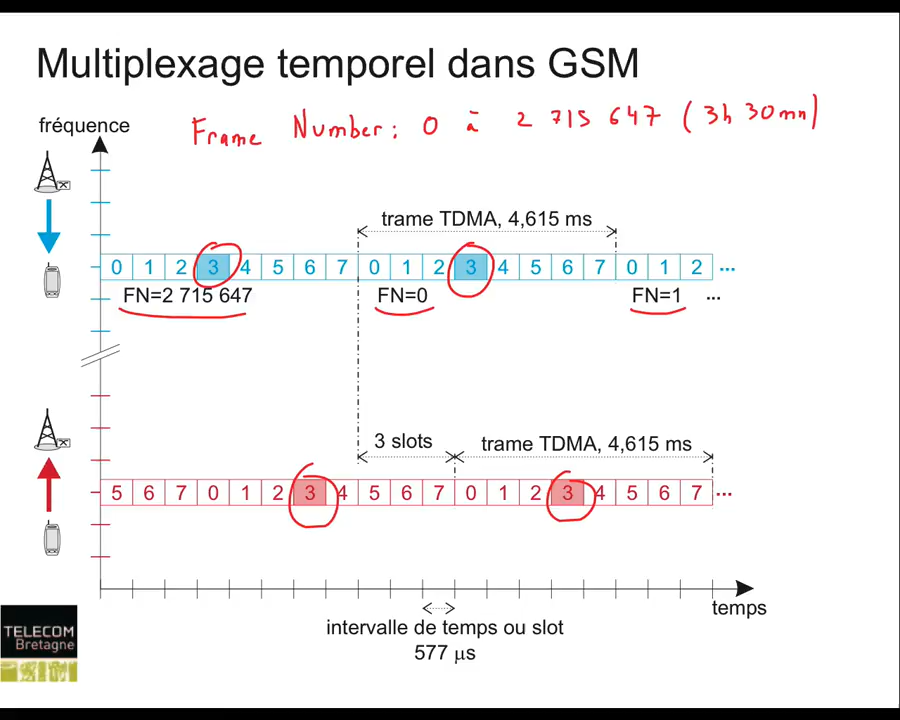 Multiplexage temporel dans GSM
Frame Number: 0 à 2 715 647 (3h 30mn)
fréquence
trame TDMA, 4,615 ms
0 1 2 3 4 5 6 7 0 1 2 3 4 5 6 7 0 1 2 ...
FN=2 715 647 FN=0 FN=1 ...
3 slots trame TDMA, 4,615 ms
5 6 7 0 1 2 3 4 5 6 7 0 1 2 3 4 5 6 7 ...
temps
intervalle de temps ou slot
577 μs
TELECOM
Bretagne